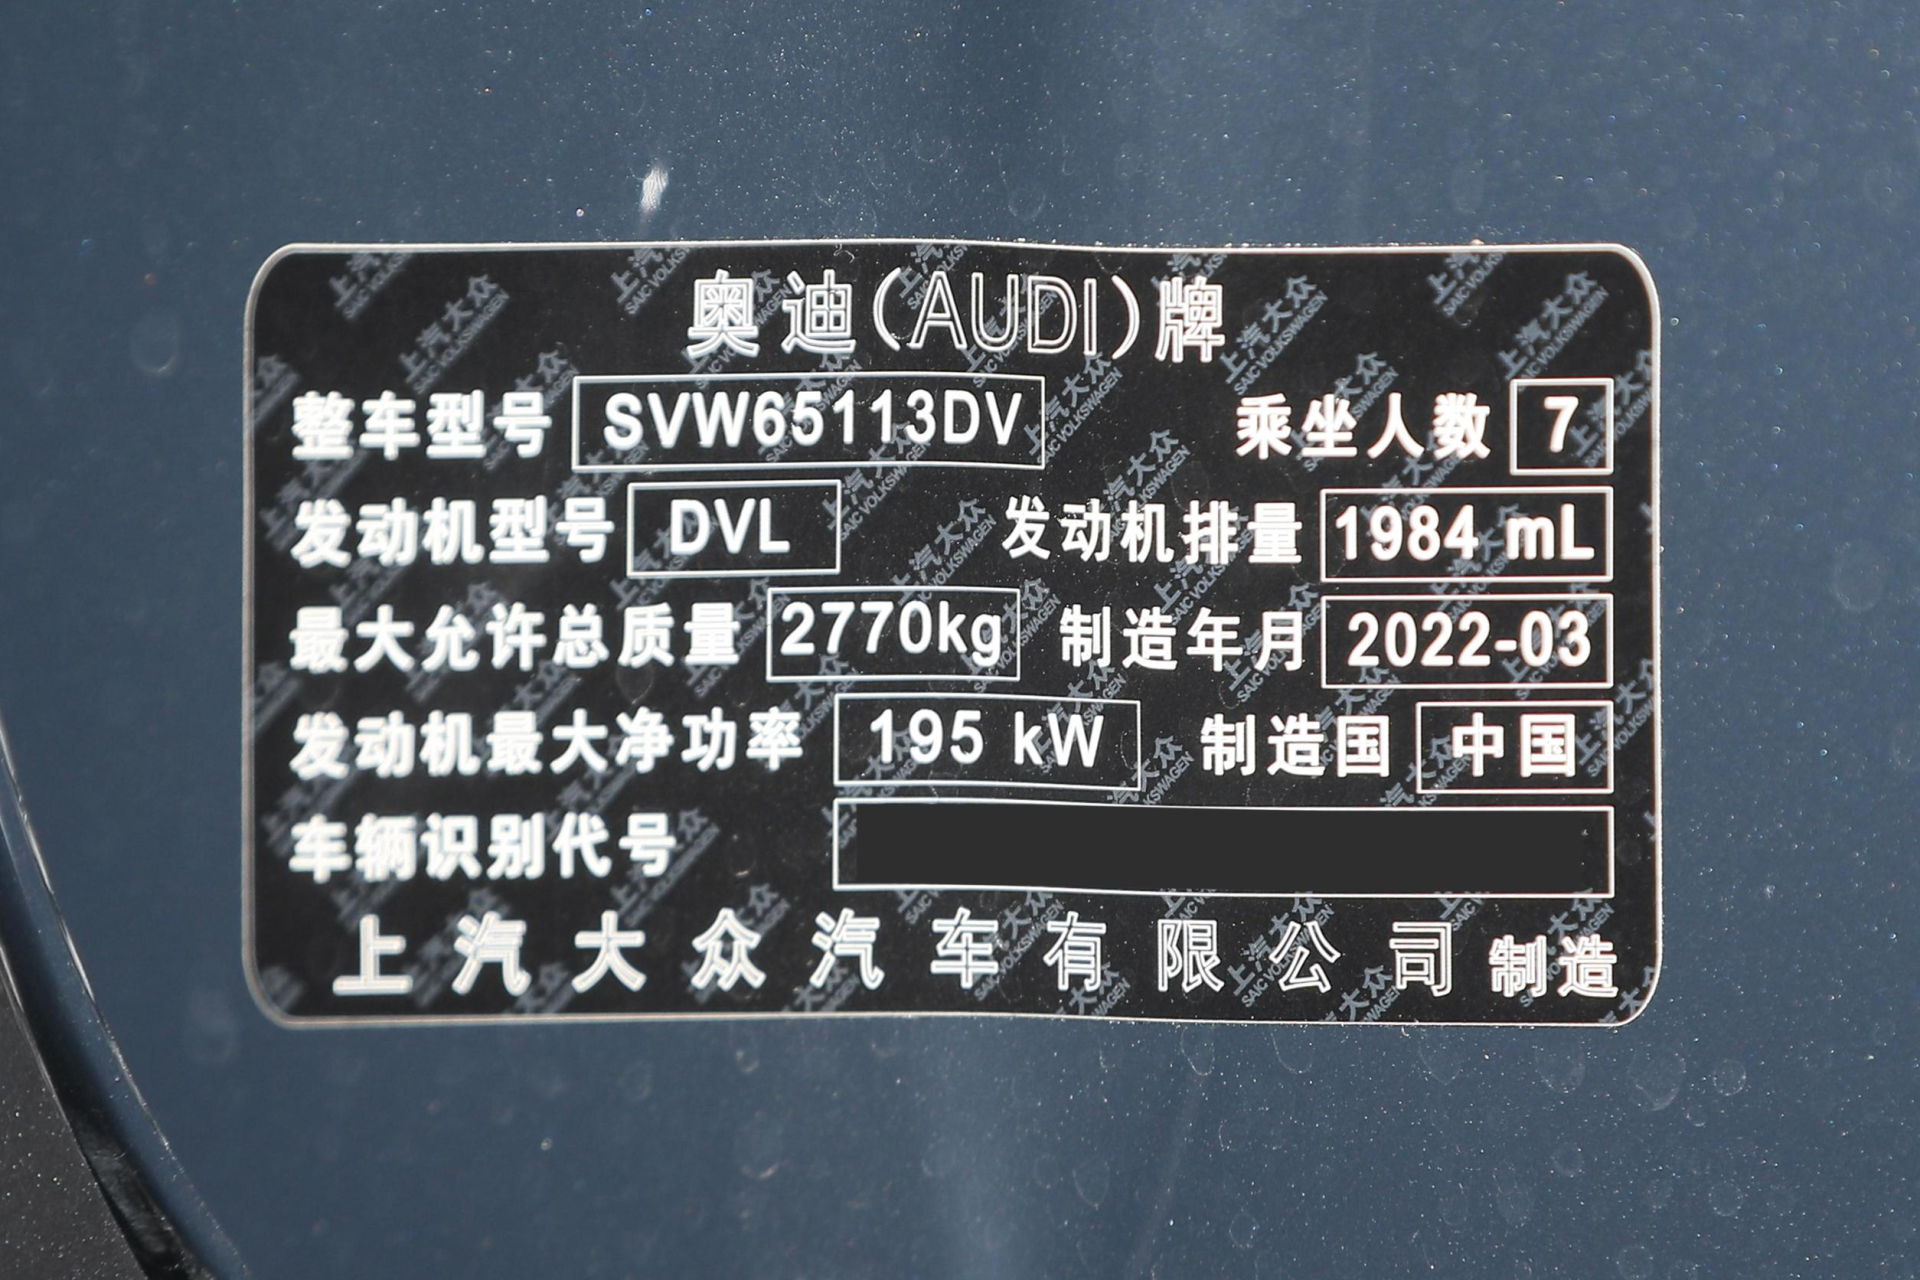 奥迪(AUDI)牌
整车型号 SVW65113DV 乘坐人数 7
发动机型号 DVL 发动机排量 1984 mL
最大允许总质量 2770kg 制造年月 2022-03
发动机最大净功率 195 kW 制造国 中国
车辆识别代号
上汽大众汽车有限公司 制造